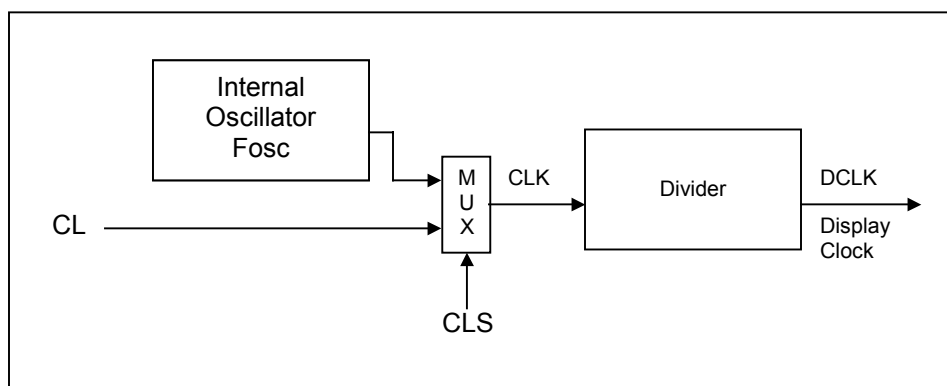 Internal
Oscillator
Fosc
M
U
X
CLK
Divider
DCLK
CL
Display
Clock
CLS